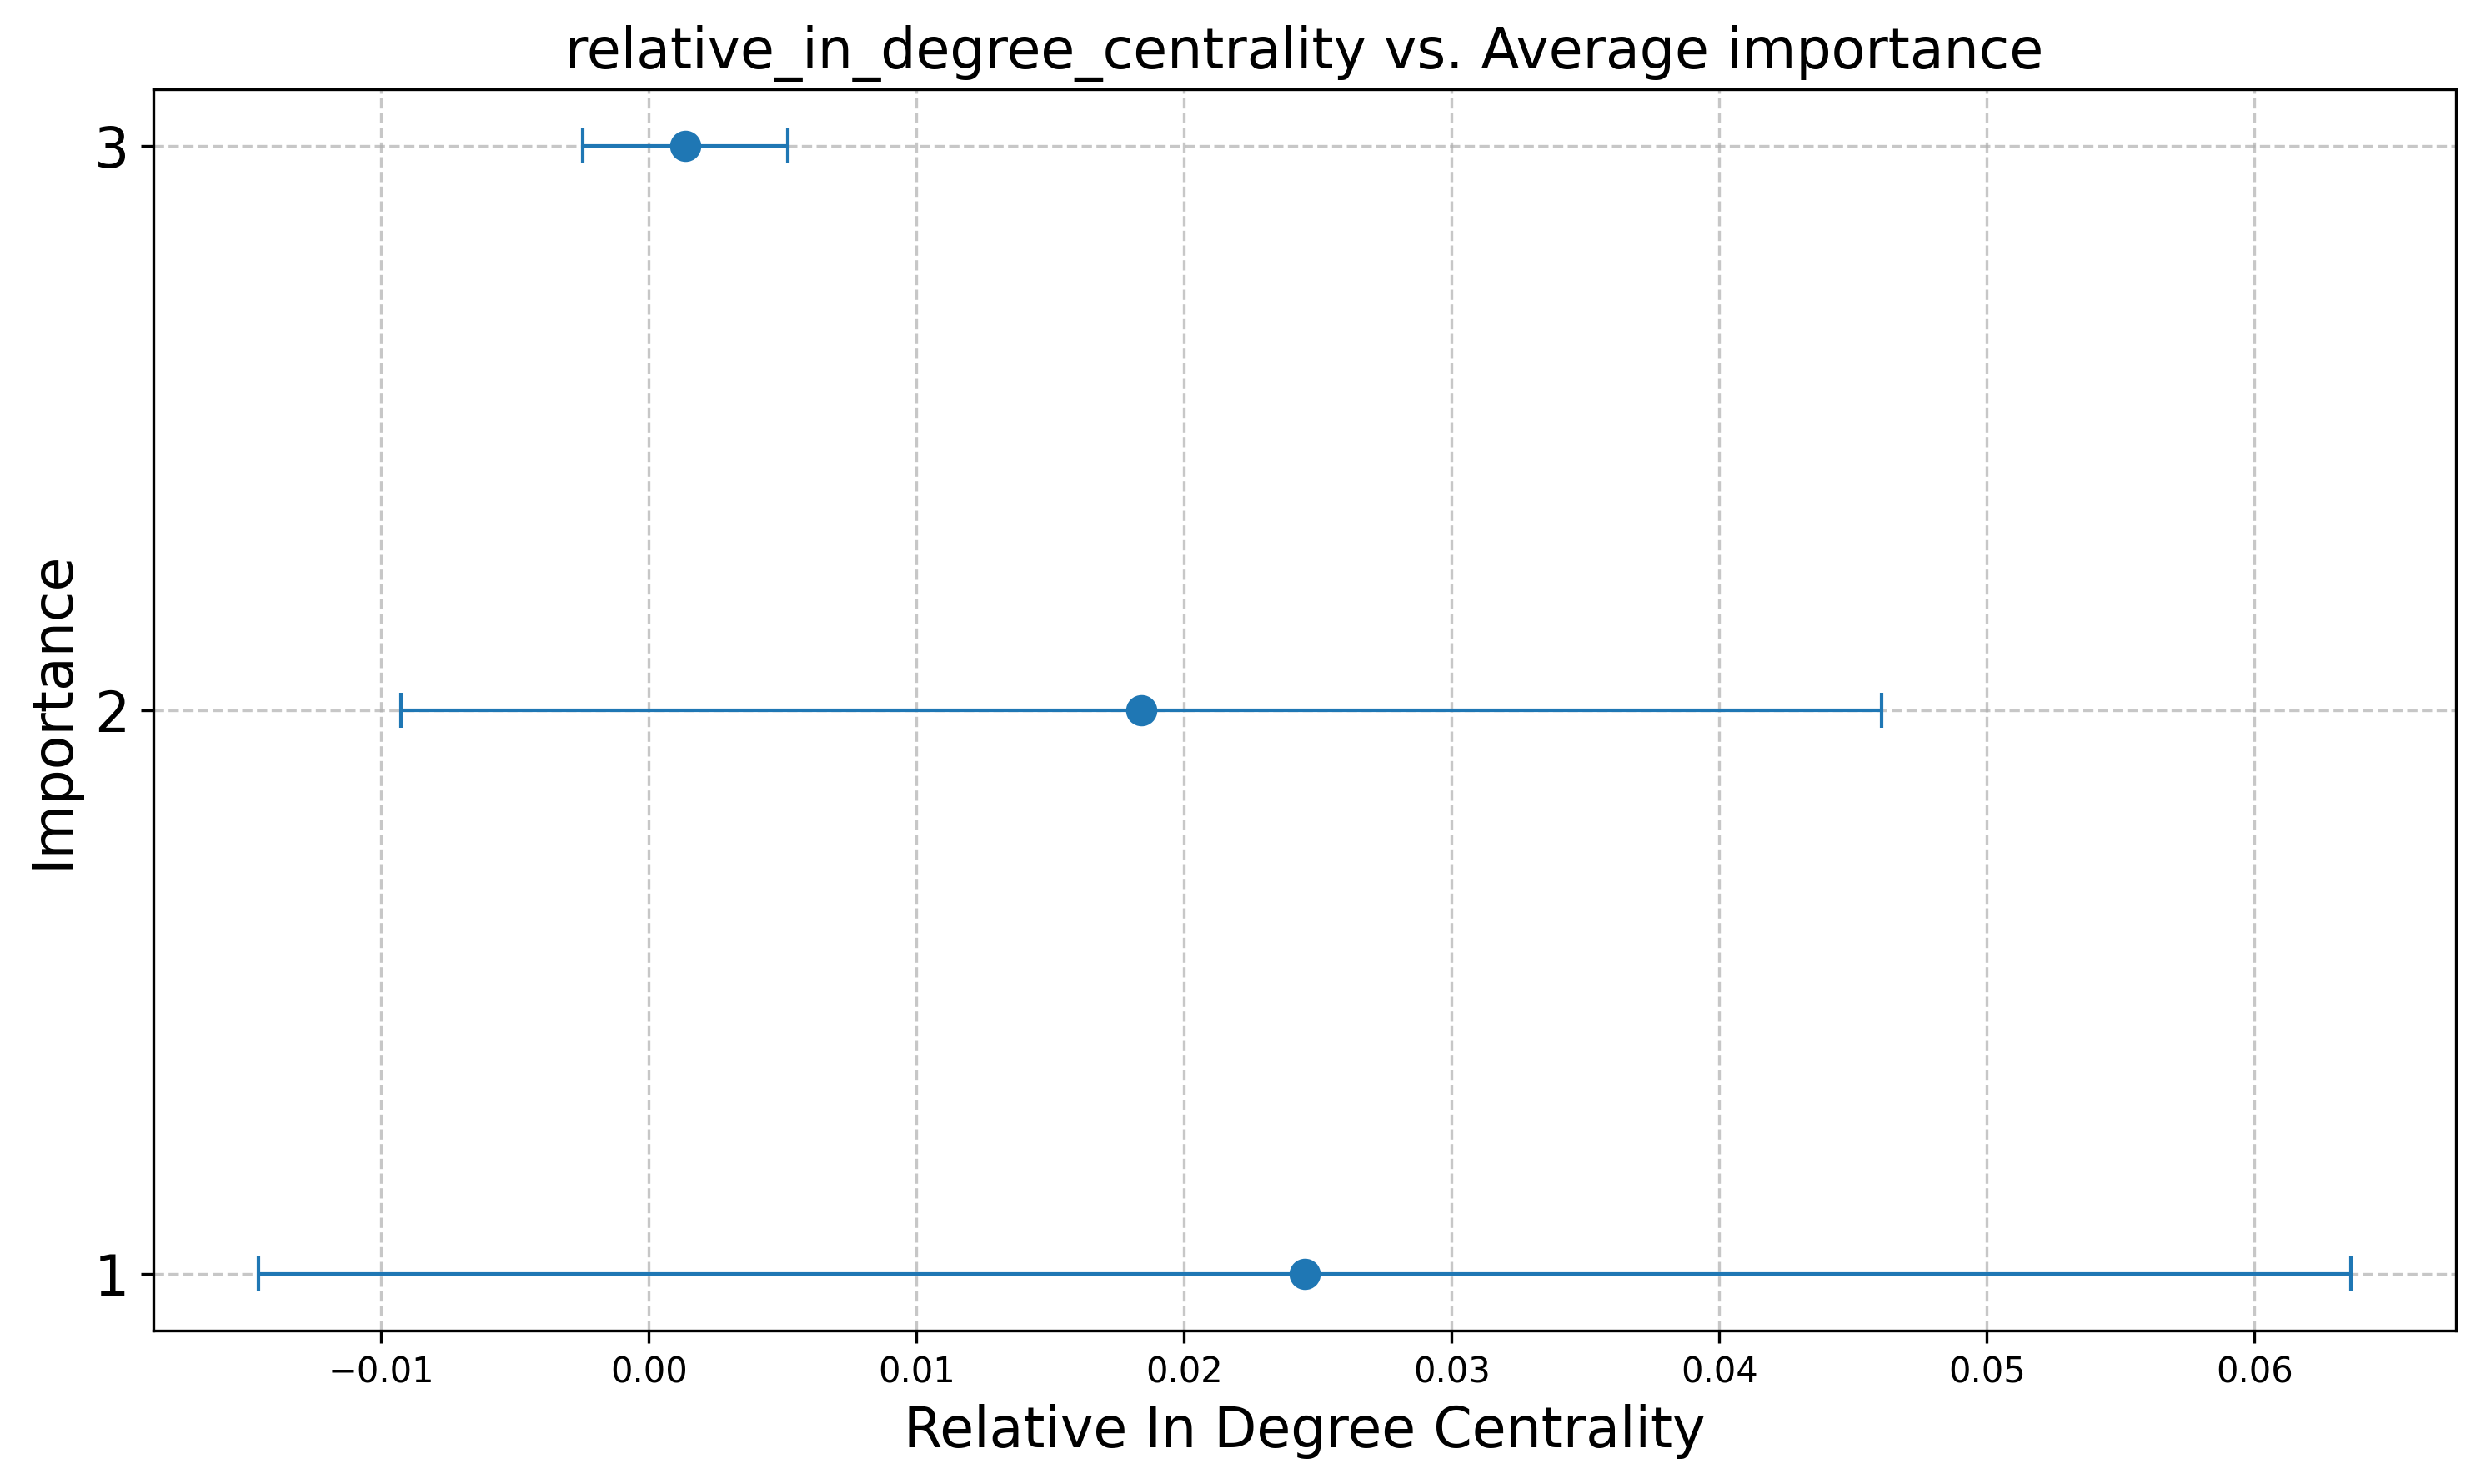 relative_in_degree_centrality vs. Average importance
3
2
1
Importance
−0.01 0.00 0.01 0.02 0.03 0.04 0.05 0.06
Relative In Degree Centrality